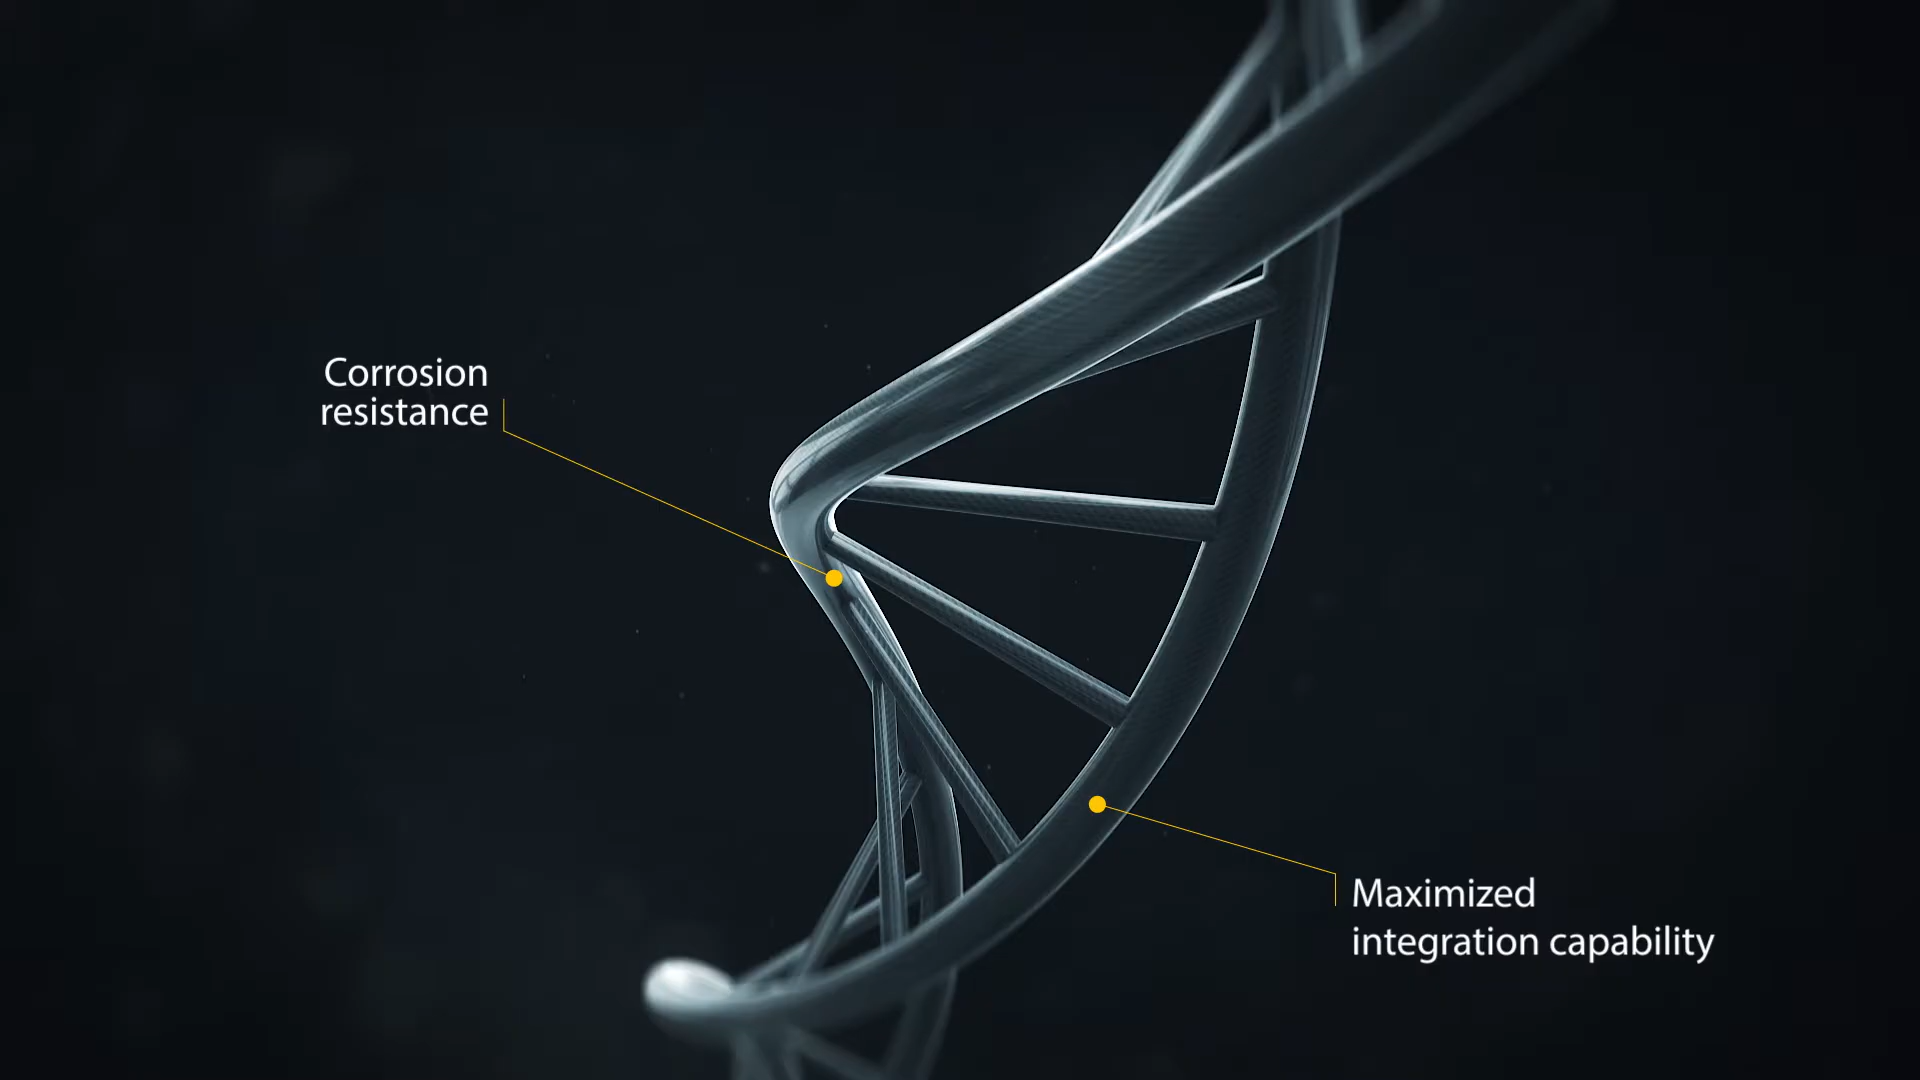 Corrosion
resistance
Maximized
integration capability